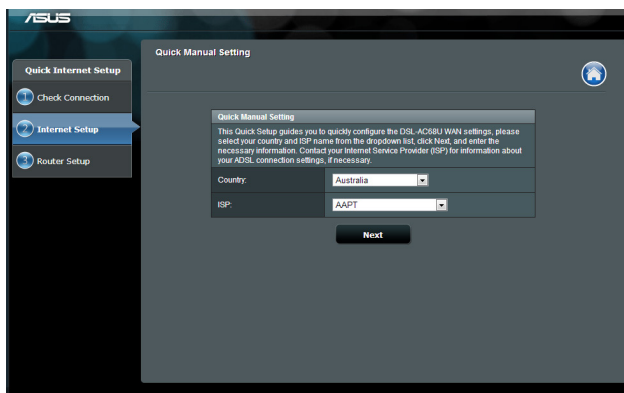 ASUS
Quick Internet Setup
1 Check Connection
2 Internet Setup
3 Router Setup
Quick Manual Setting
Quick Manual Setting
This Quick Setup guides you to quickly configure the DSL-AC68U WAN settings, please
select your country and ISP name from the dropdown list, click Next, and enter the
necessary information. Contact your Internet Service Provider (ISP) for information about
your ADSL connection settings, if necessary.
Country: Australia
ISP: AAPT
Next